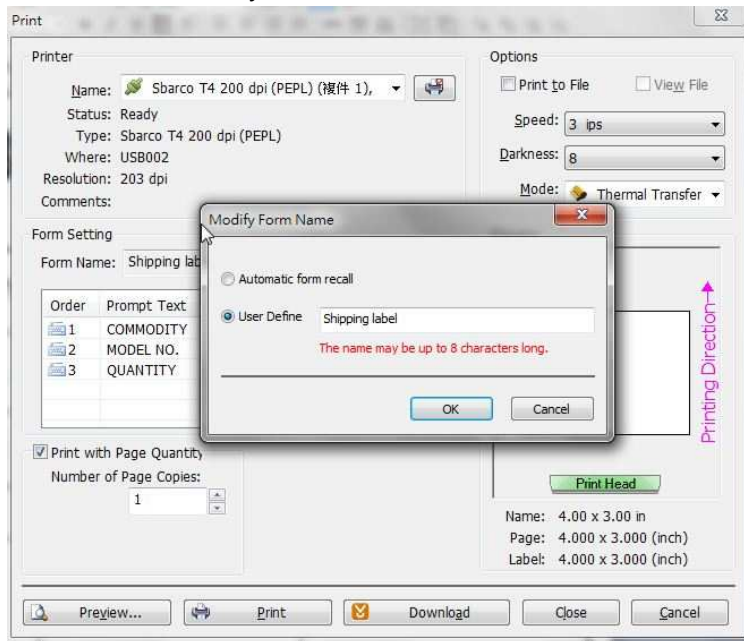 Print
Printer
Name: Sbarco T4 200 dpi (PEPL) (複件 1),
Status: Ready
Type: Sbarco T4 200 dpi (PEPL)
Where: USB002
Resolution: 203 dpi
Comments:
Options
Print to File View File
Speed: 3 ips
Darkness: 8
Mode: Thermal Transfer
Form Setting
Form Name: Shipping lab
Order Prompt Text
1 COMMODITY
2 MODEL NO.
3 QUANTITY
Modify Form Name
Automatic form recall
User Define Shipping label
The name may be up to 8 characters long.
OK Cancel
Printing Direction
Print Head
Print with Page Quantity
Number of Page Copies:
1
Name: 4.00 x 3.00 in
Page: 4.000 x 3.000 (inch)
Label: 4.000 x 3.000 (inch)
Preview... Print Download Close Cancel